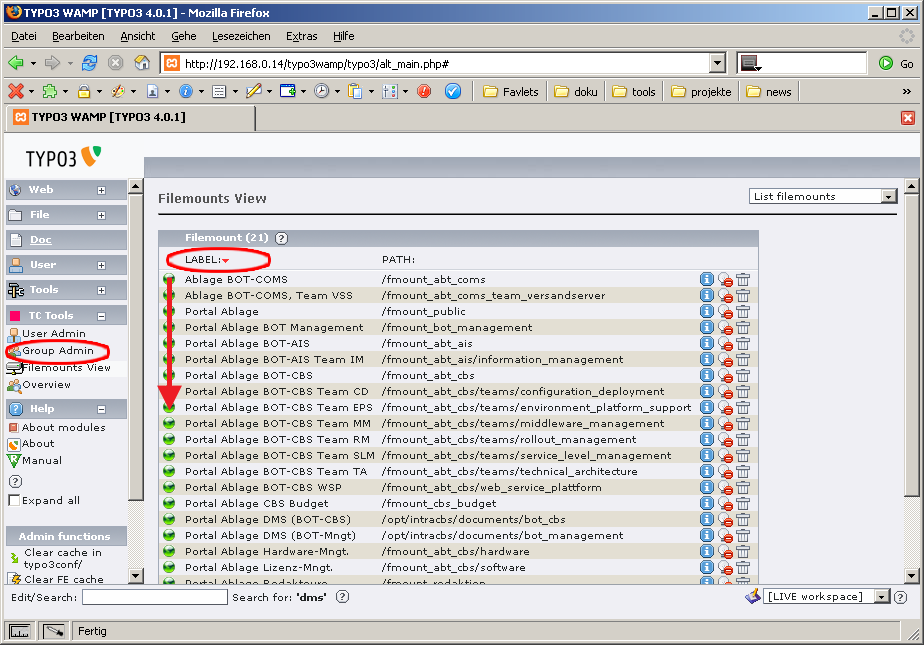 TYPO3 WAMP [TYPO3 4.0.1] - Mozilla Firefox
Datei Bearbeiten Ansicht Gehe Lesezeichen Extras Hilfe
http://192.168.0.14/typo3wamp/typo3/alt_main.php# Go
Favlets doku tools projekte news »
TYPO3 WAMP [TYPO3 4.0.1]
TYPO3
Web
File
Doc
User
Tools
TC Tools
User Admin
Group Admin
Filemounts View
Overview
Help
About modules
About
Manual
Expand all
Admin functions
Clear cache in
typo3conf/
Clear FE cache
Filemounts View List filemounts
Filemount (21)
LABEL: PATH:
Ablage BOT-COMS /fmount_abt_coms
Ablage BOT-COMS, Team VSS /fmount_abt_coms_team_versandserver
Portal Ablage /fmount_public
Portal Ablage BOT Management /fmount_bot_management
Portal Ablage BOT-AIS /fmount_abt_ais
Portal Ablage BOT-AIS Team IM /fmount_abt_ais/information_management
Portal Ablage BOT-CBS /fmount_abt_cbs
Portal Ablage BOT-CBS Team CD /fmount_abt_cbs/teams/configuration_deployment
Portal Ablage BOT-CBS Team EPS /fmount_abt_cbs/teams/environment_platform_support
Portal Ablage BOT-CBS Team MM /fmount_abt_cbs/teams/middleware_management
Portal Ablage BOT-CBS Team RM /fmount_abt_cbs/teams/rollout_management
Portal Ablage BOT-CBS Team SLM /fmount_abt_cbs/teams/service_level_management
Portal Ablage BOT-CBS Team TA /fmount_abt_cbs/teams/technical_architecture
Portal Ablage BOT-CBS WSP /fmount_abt_cbs/web_service_plattform
Portal Ablage CBS Budget /fmount_cbs_budget
Portal Ablage DMS (BOT-CBS) /opt/intracbs/documents/bot_cbs
Portal Ablage DMS (BOT-Mngt) /opt/intracbs/documents/bot_management
Portal Ablage Hardware-Mngt. /fmount_abt_cbs/hardware
Portal Ablage Lizenz-Mngt. /fmount_abt_cbs/software
Portal Ablage Redakteure /fmount_redaktion
Edit/Search: Search for: 'dms' [LIVE workspace]
Fertig